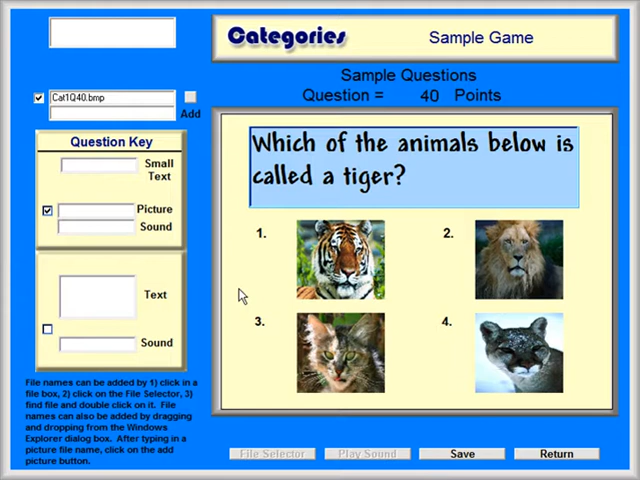 Categories
Sample Game
Sample Questions
Question = 40 Points
Cat1Q40.bmp
Add
Question Key
Small
Text
Picture
Sound
Text
Sound
File names can be added by 1) click in a
file box, 2) click on the File Selector, 3)
find file and double click on it. File
names can also be added by dragging
and dropping from the Windows
Explorer dialog box. After typing in a
picture file name, click on the add
picture button.
Which of the animals below is
called a tiger?
1.
2.
3.
4.
File Selector
Play Sound
Save
Return